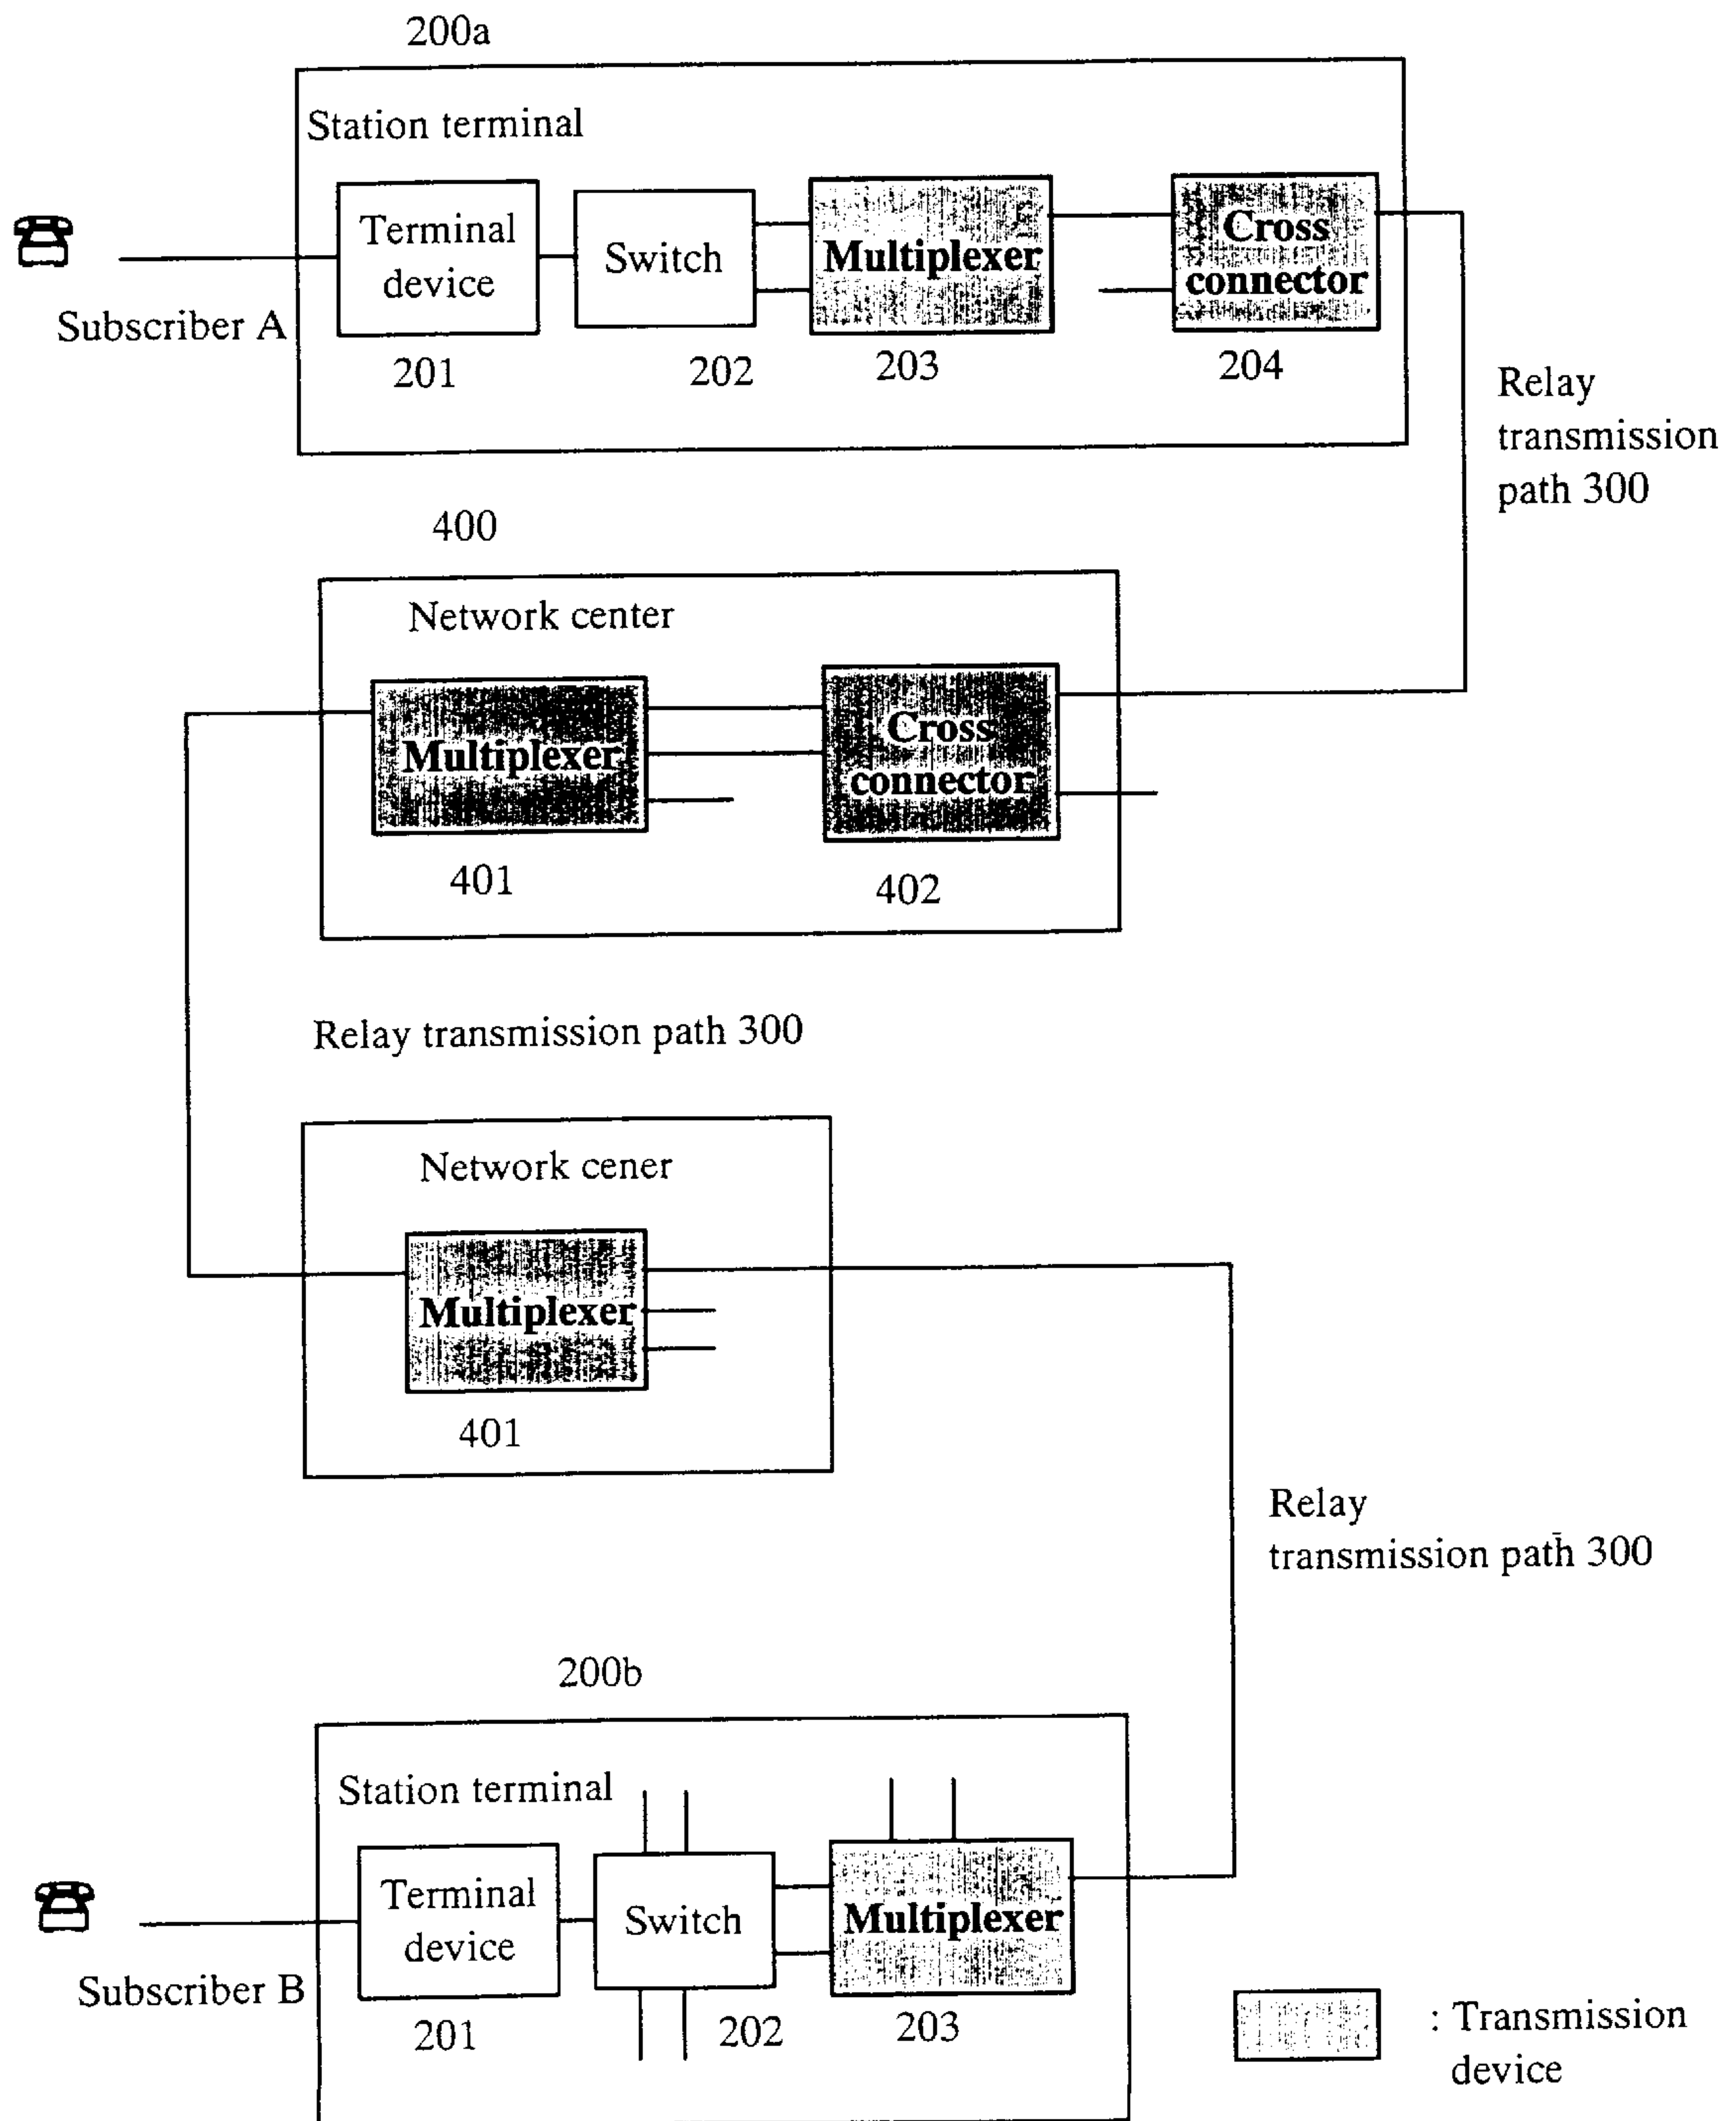 200a
Station terminal
Terminal
device
Switch
Multiplexer
Cross
connector
Subscriber A
201
202
203
204
Relay
transmission
path 300
400
Network center
Multiplexer
Cross
connector
401
402
Relay transmission path 300
Network cener
Multiplexer
401
Relay
transmission path 300
200b
Station terminal
Terminal
device
Switch
Multiplexer
Subscriber B
201
202
203
: Transmission
device